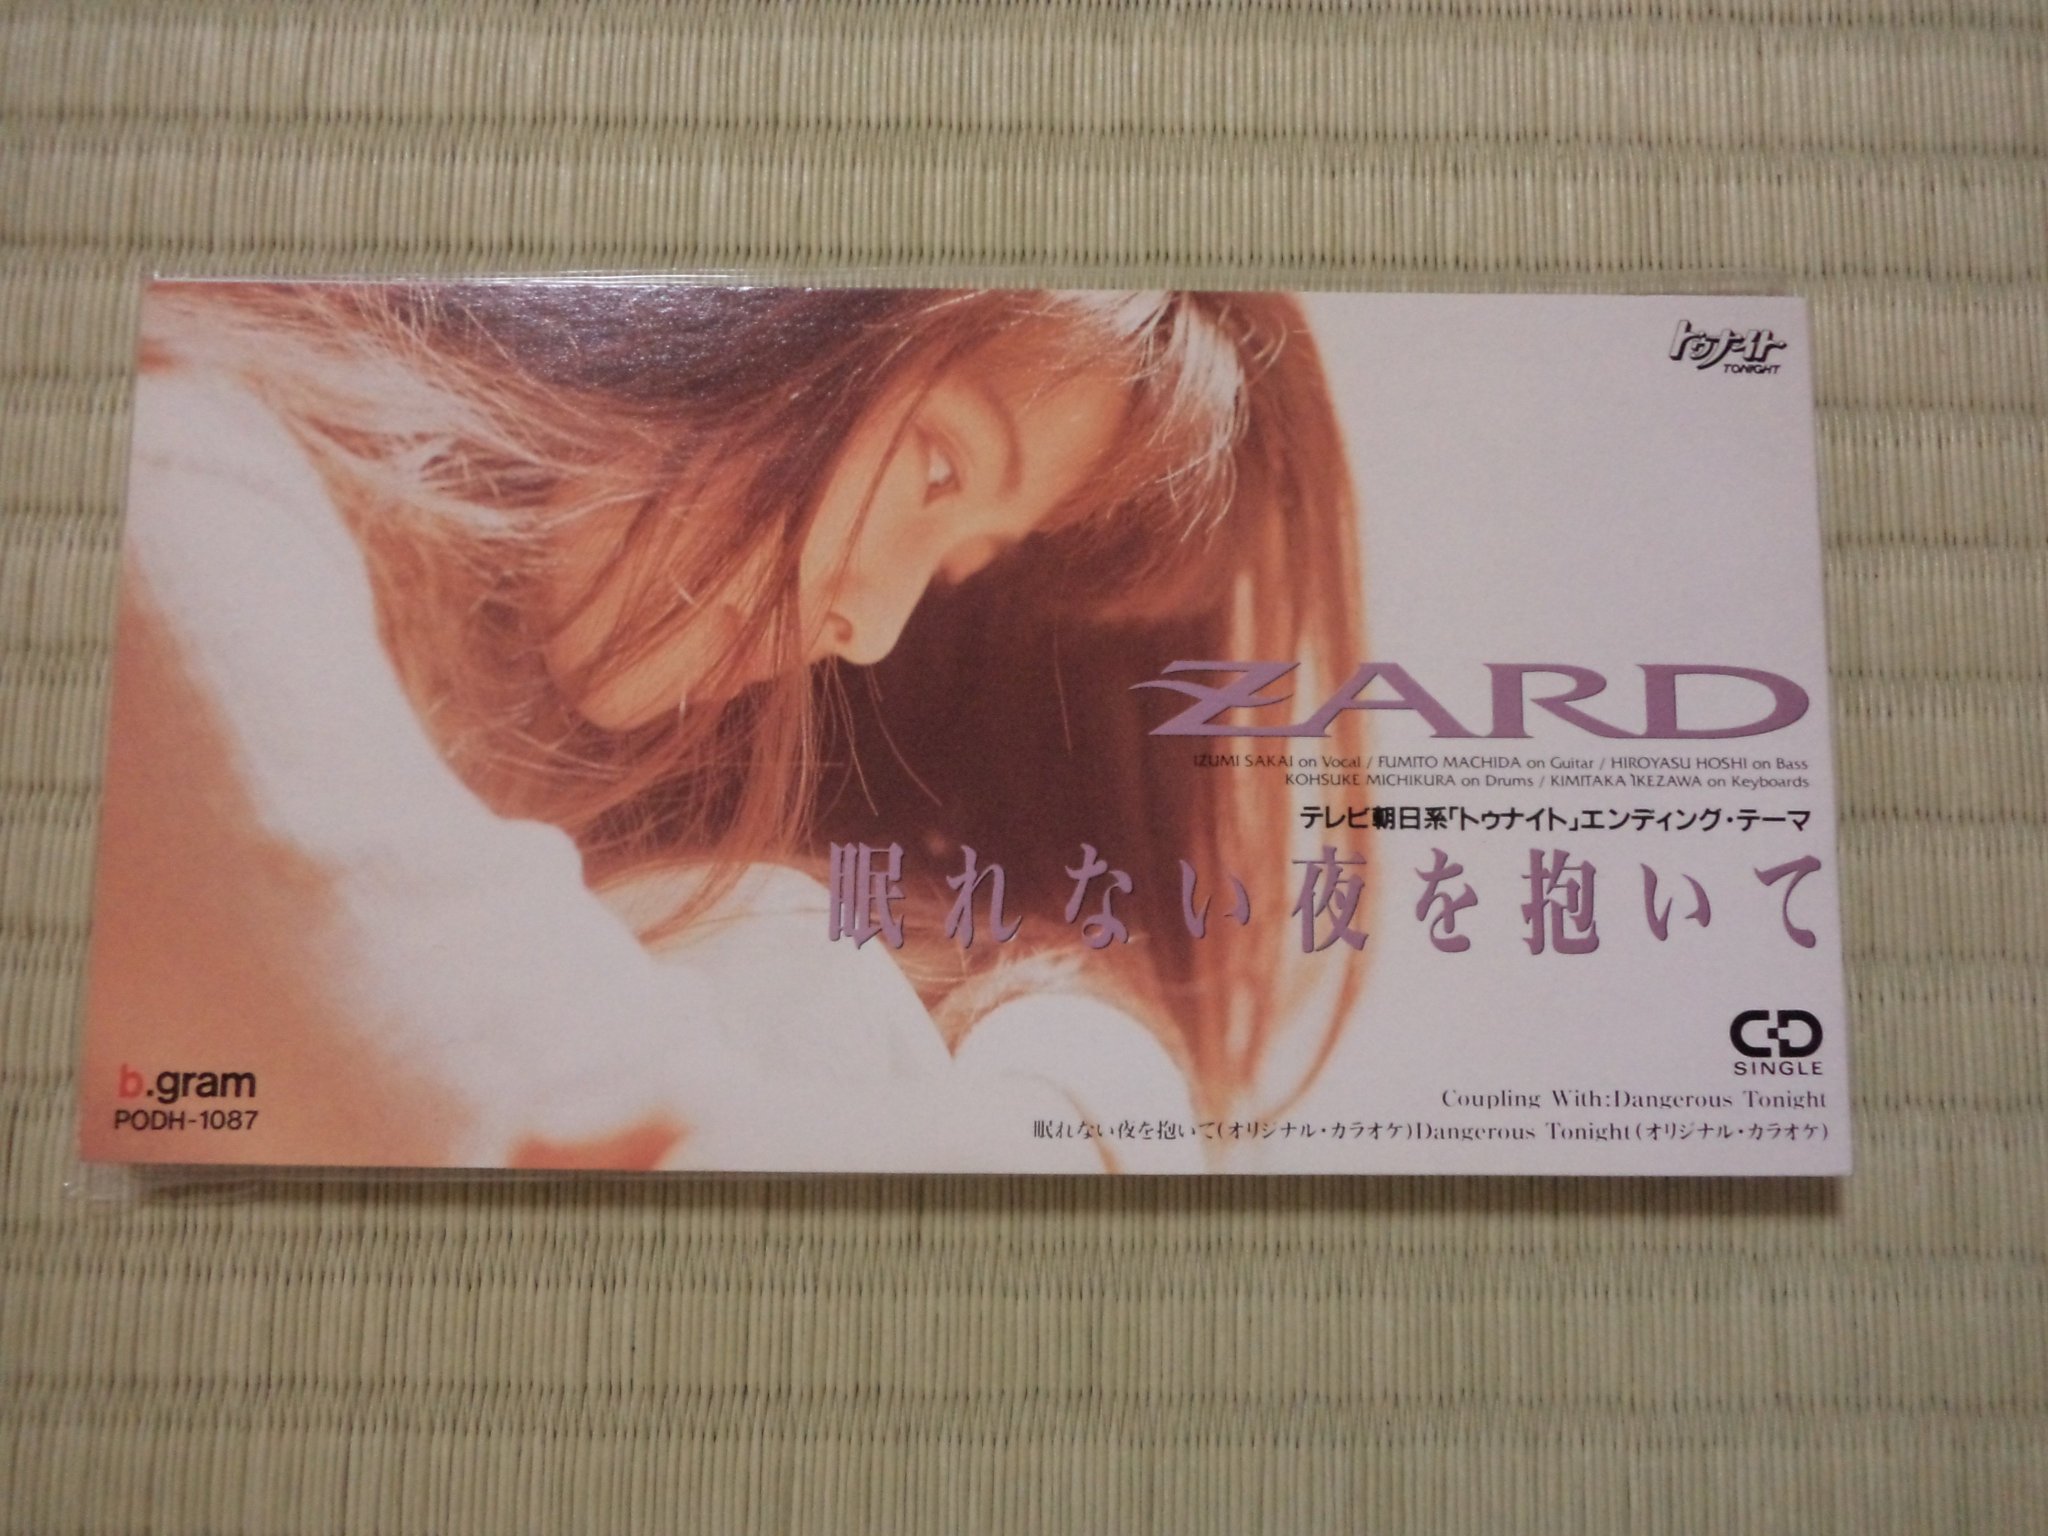 トゥナイト
TONIGHT
ZARD
IZUMI SAKAI on Vocal / FUMITO MACHIDA on Guitar / HIROYASU HOSHI on Bass
KOHSUKE MICHIKURA on Drums / KIMITAKA IKEZAWA on Keyboards
テレビ朝日系「トゥナイト」エンディング・テーマ
眠れない夜を抱いて
CD
SINGLE
b.gram
PODH-1087
Coupling With:Dangerous Tonight
眠れない夜を抱いて(オリジナル・カラオケ)Dangerous Tonight(オリジナル・カラオケ)